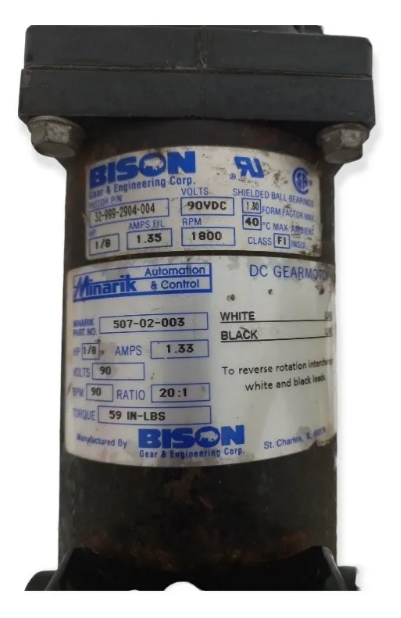 BISON
Gear & Engineering Corp.
MOTOR P/N
32-999-2904-004
VOLTS
90VDC
SHIELDED BALL BEARINGS
1.30 FORM FACTOR MAX.
HP
1/8
AMPS F/L
1.35
RPM
1800
40 °C MAX. AMBIENT
CLASS F1 INSUL.
Minarik Automation & Control
DC GEARMOTOR
MINARIK PART NO. 507-02-003
HP 1/8 AMPS 1.33
VOLTS 90
RPM 90 RATIO 20:1
TORQUE 59 IN-LBS
WHITE
BLACK
To reverse rotation interchange
white and black leads.
Manufactured By BISON
Gear & Engineering Corp.
St. Charles, IL